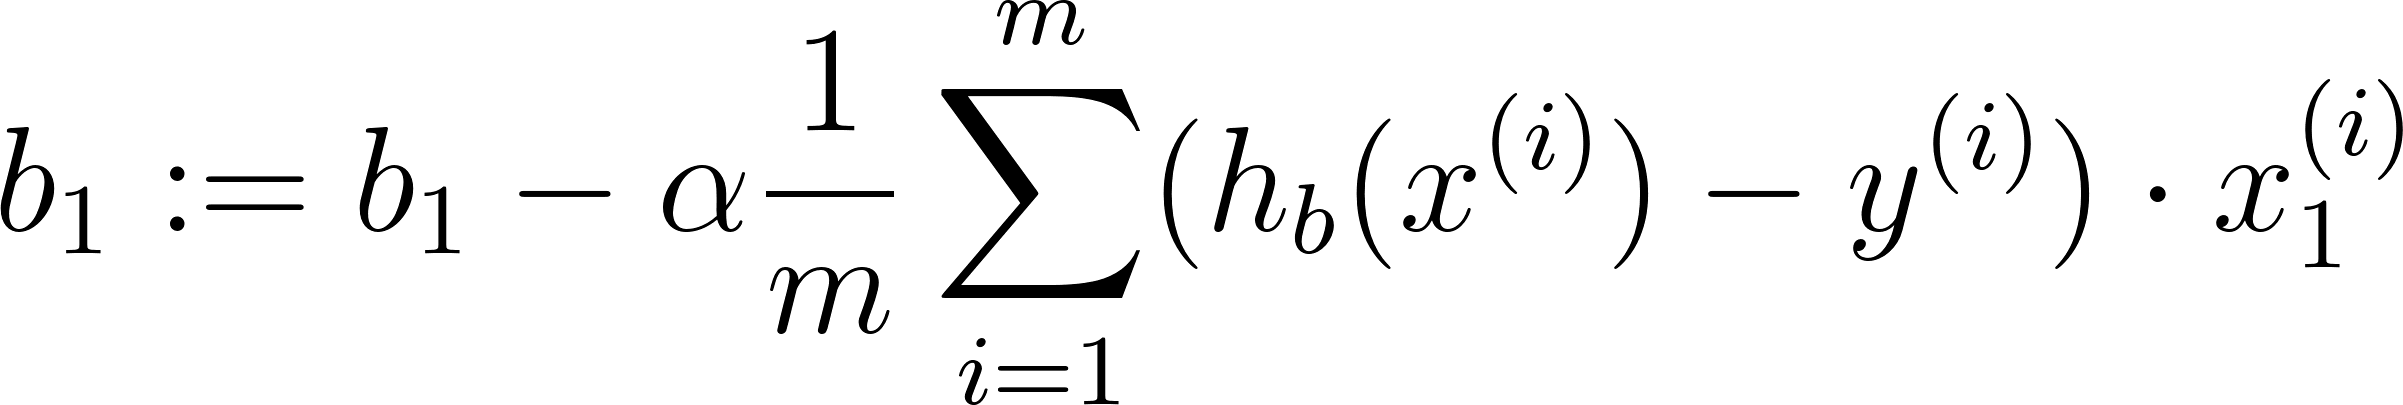 b_1 := b_1 - \alpha \frac{1}{m} \sum_{i=1}^{m} (h_b(x^{(i)}) - y^{(i)}) \cdot x_1^{(i)}